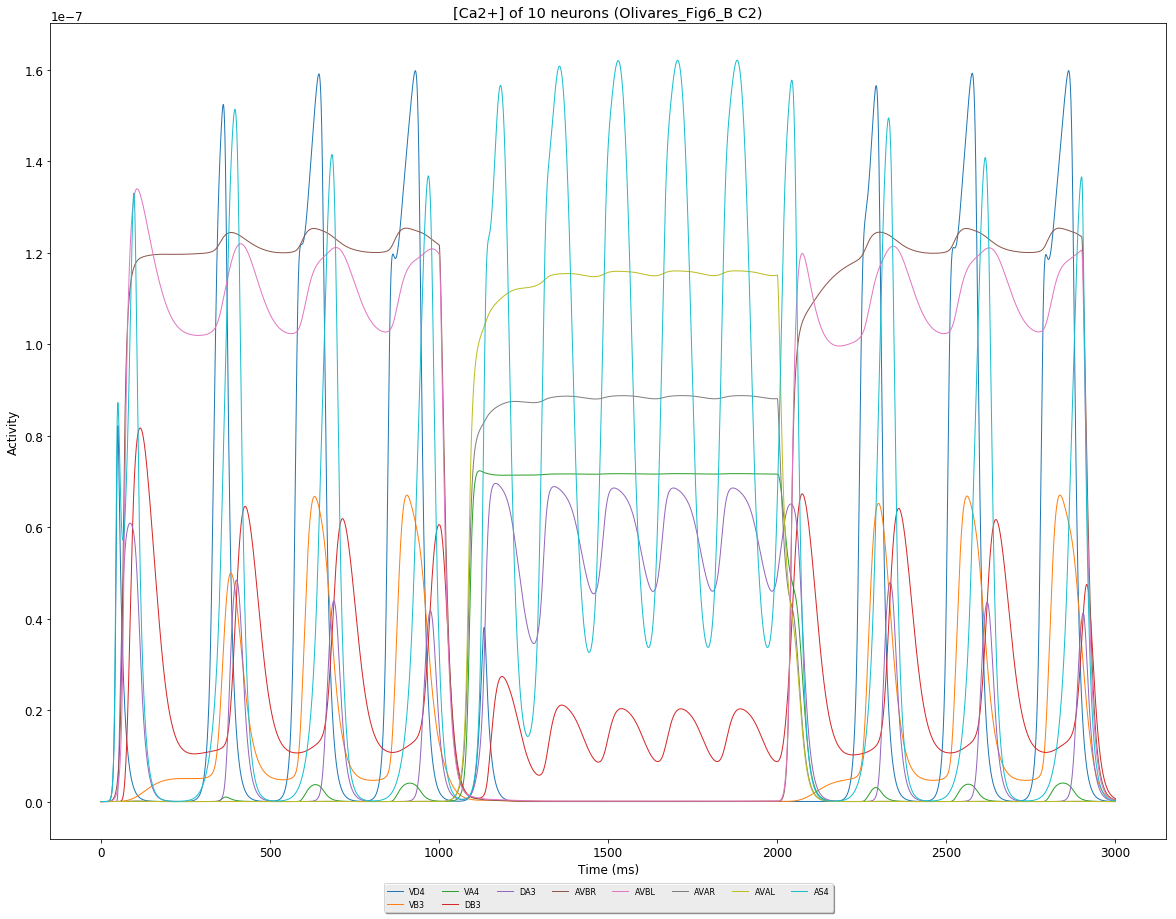 [Ca2+] of 10 neurons (Olivares_Fig6_B C2)
1e−7
1.6
1.4
1.2
1.0
0.8
0.6
0.4
0.2
0.0
Activity
0 500 1000 1500 2000 2500 3000
Time (ms)
VD4 VA4 DA3 AVBR AVBL AVAR AVAL AS4
VB3 DB3